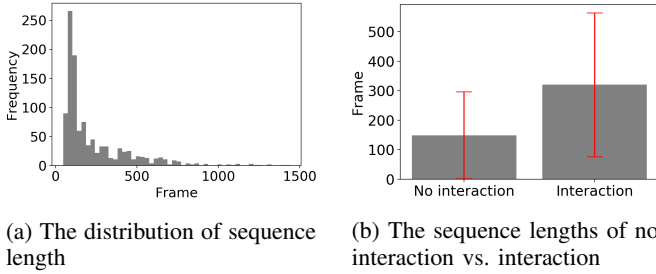 250
200
150
100
50
0
Frequency
0 500 1000 1500
Frame
500
400
300
200
100
0
Frame
No interaction Interaction
(a) The distribution of sequence
length
(b) The sequence lengths of no
interaction vs. interaction